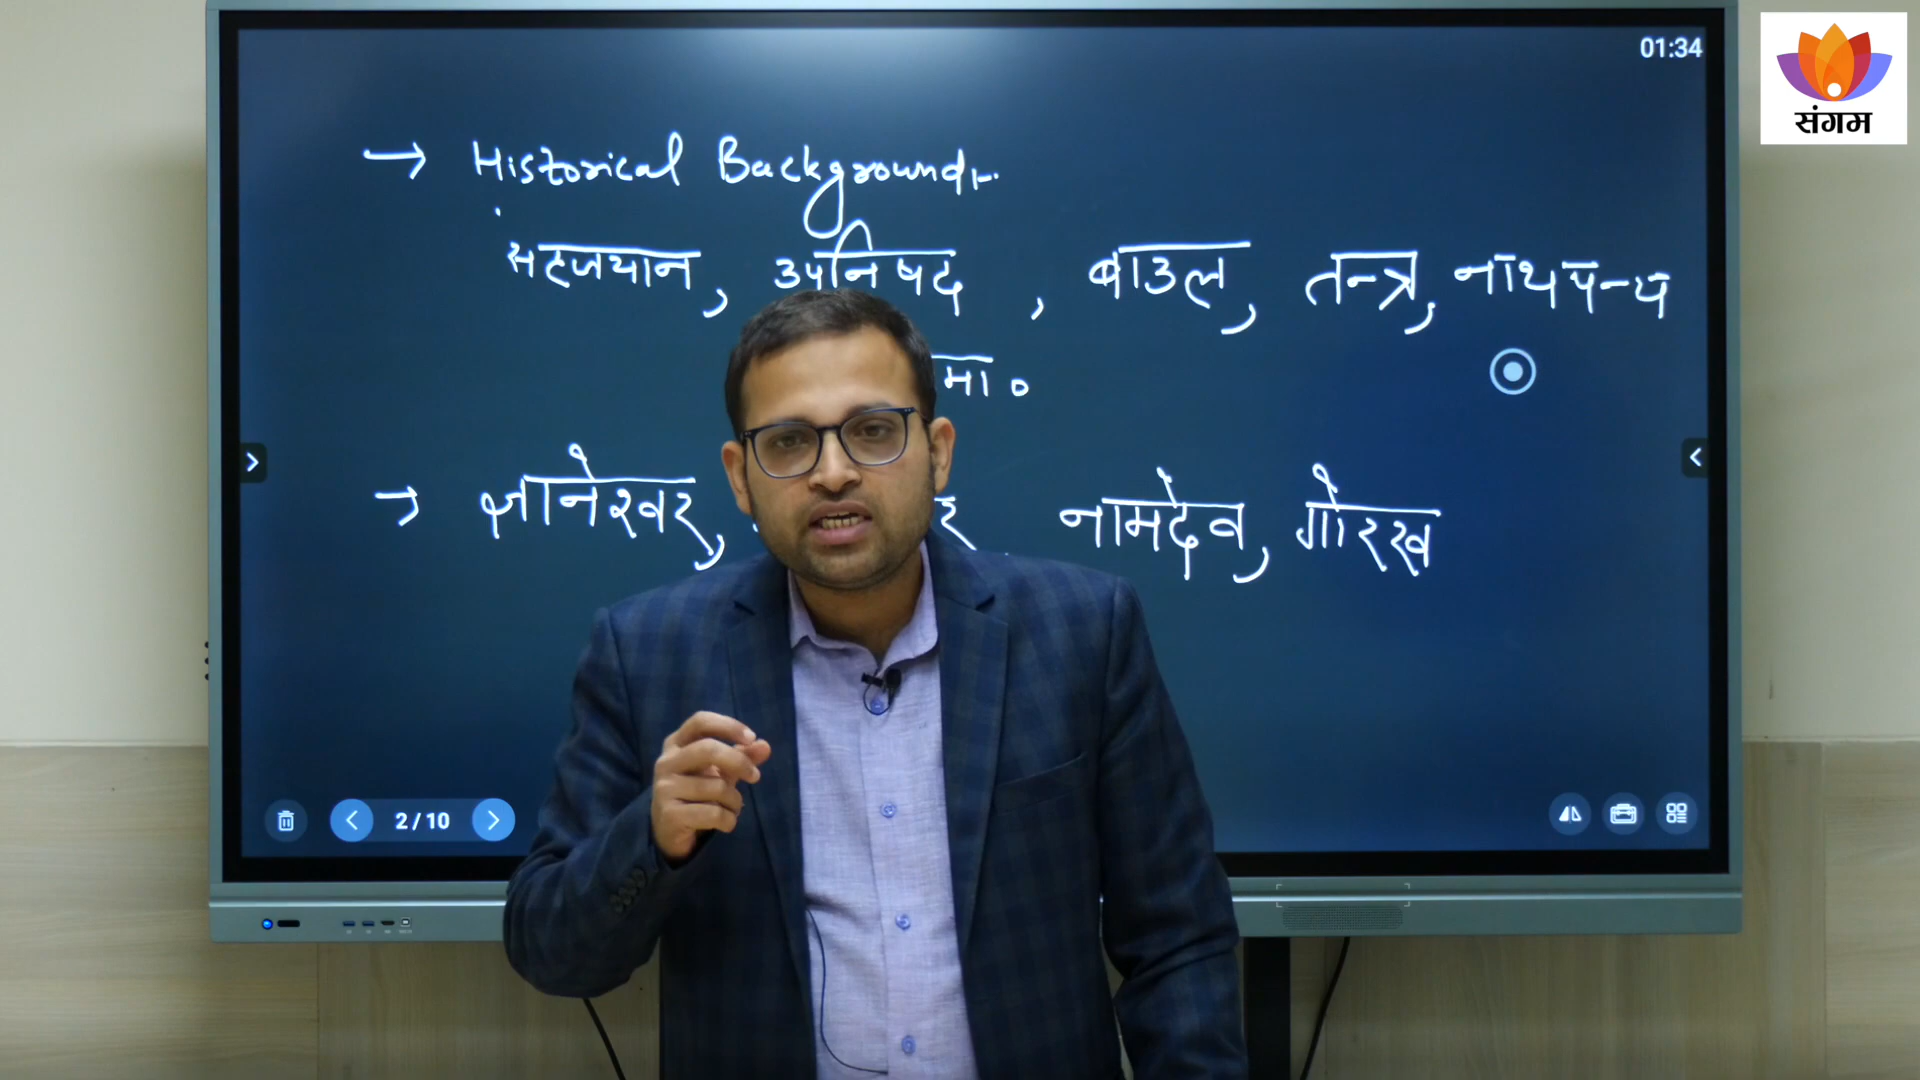 01:34
संगम
→ Historical Background:-
सहजयान, उपनिषद, बाउल, तन्त्र, नाथपन्थ
मा०
→ ज्ञानेश्वर, नामदेव, गोरख
2/10